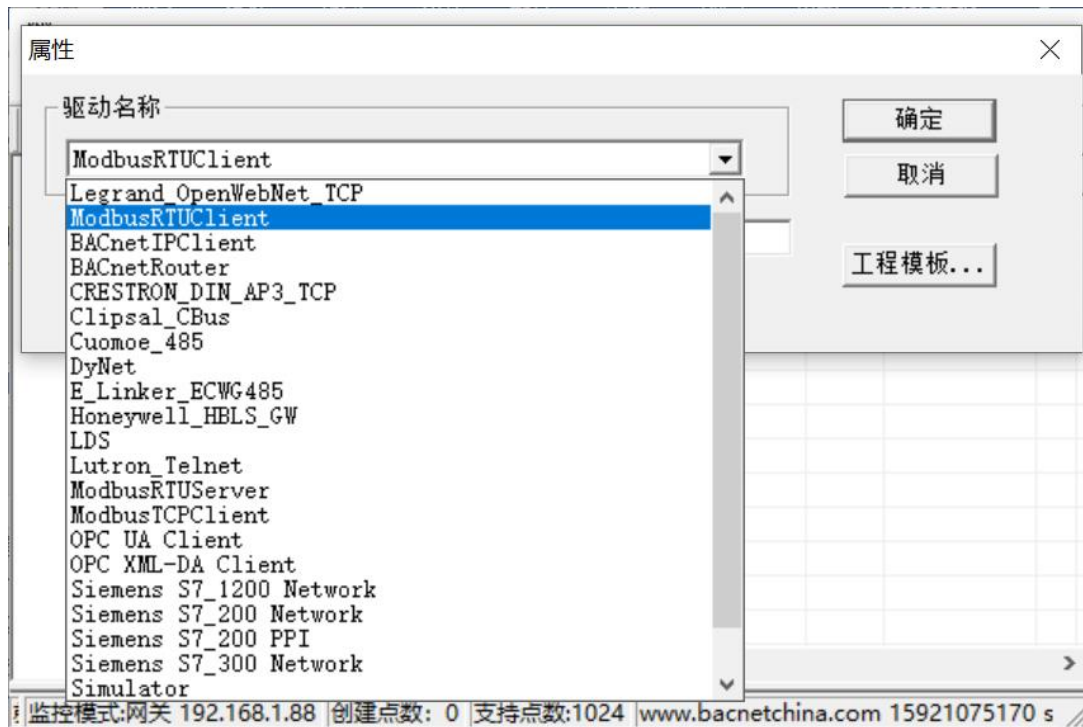 属性
驱动名称
确定
ModbusRTUClient
取消
Legrand_OpenWebNet_TCP
ModbusRTUClient
BACnetIPClient
BACnetRouter
工程模板...
CRESTRON_DIN_AP3_TCP
Clipsal_CBus
Cuomoe_485
DyNet
E_Linker_ECWG485
Honeywell_HBLS_GW
LDS
Lutron_Telnet
ModbusRTUServer
ModbusTCPClient
OPC UA Client
OPC XML-DA Client
Siemens S7_1200 Network
Siemens S7_200 Network
Siemens S7_200 PPI
Siemens S7_300 Network
Simulator
监控模式:网关 192.168.1.88 创建点数: 0 支持点数:1024 www.bacnetchina.com 15921075170 s